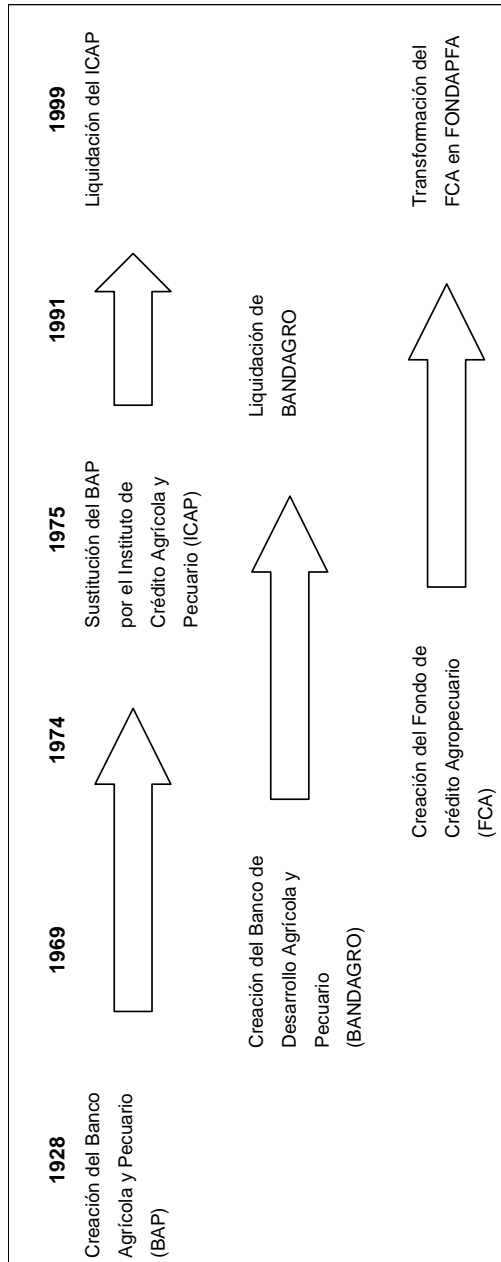 1928 1969 1974 1975 1991 1999
Creación del Banco
Agrícola y Pecuario
(BAP)
Sustitución del BAP
por el Instituto de
Crédito Agrícola y
Pecuario (ICAP)
Liquidación del ICAP
Creación del Banco de
Desarrollo Agrícola y
Pecuario
(BANDAGRO)
Liquidación de
BANDAGRO
Creación del Fondo de
Crédito Agropecuario
(FCA)
Transformación del
FCA en FONDAPFA